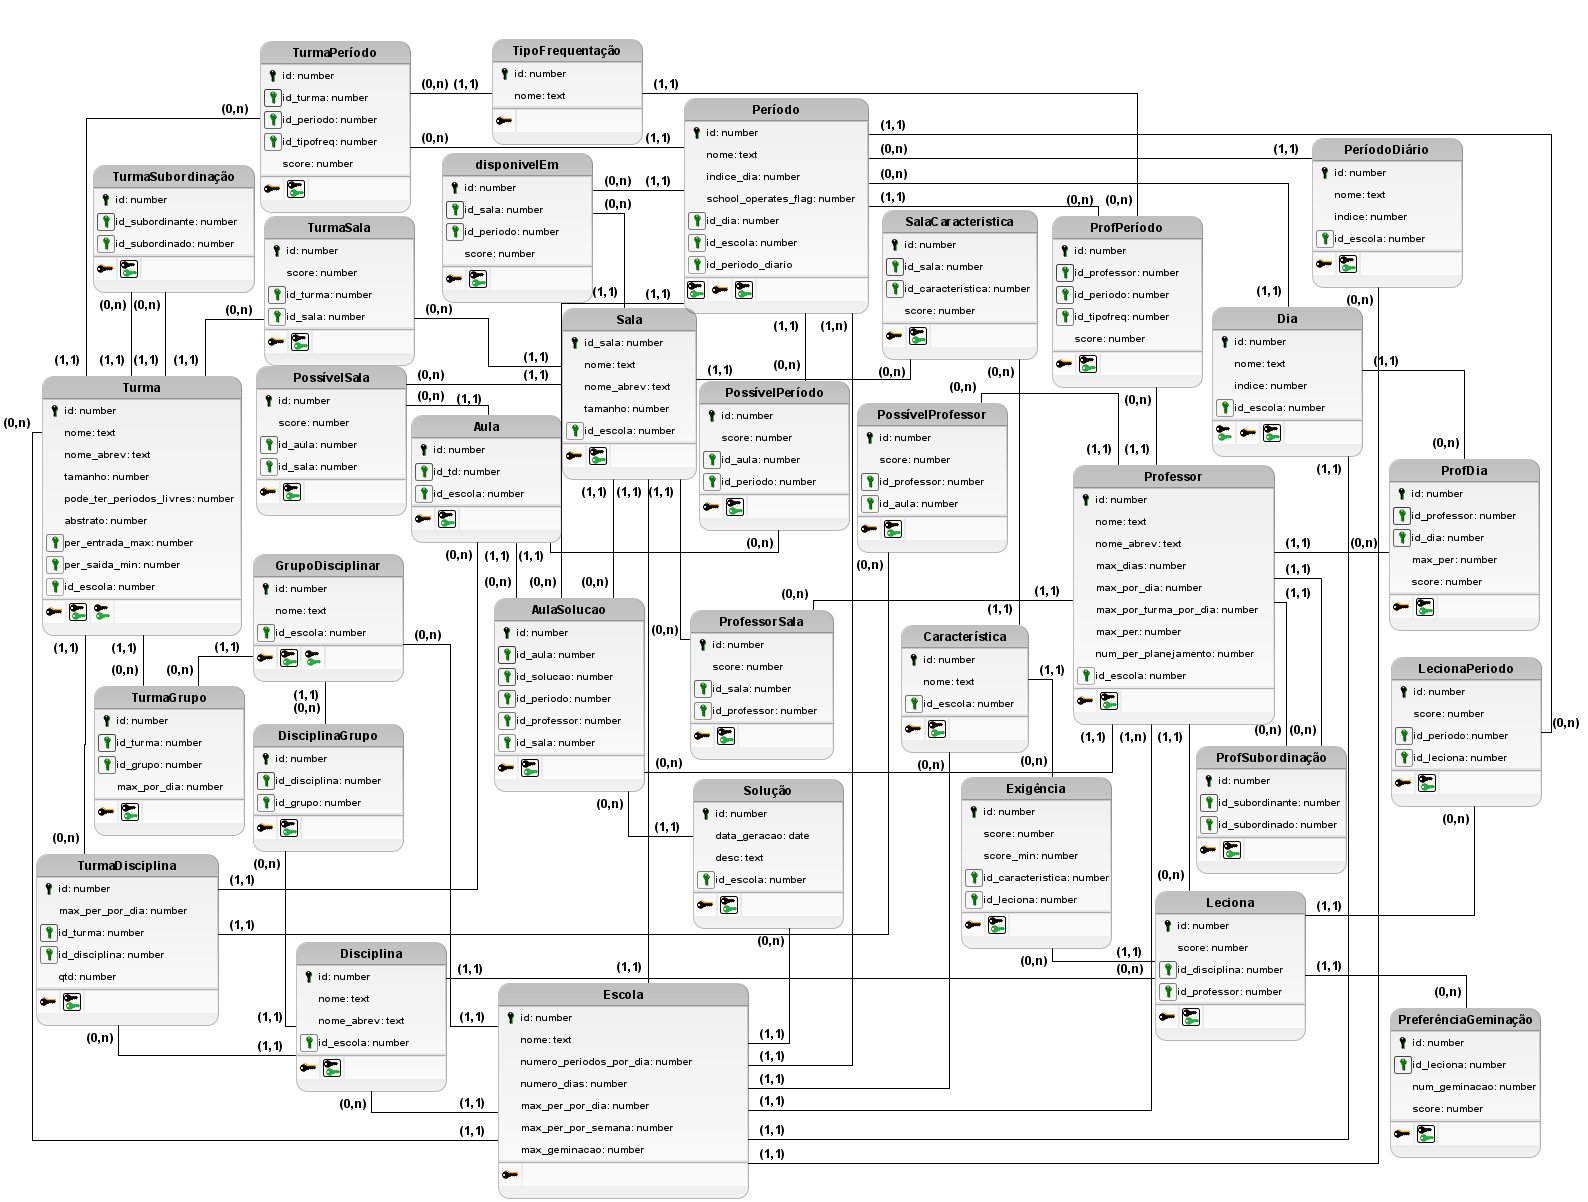 TurmaPeríodo
id: number
id_turma: number
id_periodo: number
id_tipofreq: number
score: number
TipoFrequentação
id: number
nome: text
Período
id: number
nome: text
indice_dia: number
school_operates_flag: number
id_dia: number
id_escola: number
id_periodo_diario
PeríodoDiário
id: number
nome: text
indice: number
id_escola: number
TurmaSubordinação
id: number
id_subordinante: number
id_subordinado: number
disponivelEm
id: number
id_sala: number
id_periodo: number
score: number
TurmaSala
id: number
score: number
id_turma: number
id_sala: number
SalaCaracteristica
id: number
id_sala: number
id_caracteristica: number
score: number
ProfPeríodo
id: number
id_professor: number
id_periodo: number
id_tipofreq: number
score: number
Sala
id_sala: number
nome: text
nome_abrev: text
tamanho: number
id_escola: number
Dia
id: number
nome: text
indice: number
id_escola: number
Turma
id: number
nome: text
nome_abrev: text
tamanho: number
pode_ter_periodos_livres: number
abstrato: number
per_entrada_max: number
per_saida_min: number
id_escola: number
PossívelSala
id: number
score: number
id_aula: number
id_sala: number
Aula
id: number
id_td: number
id_escola: number
PossívelPeríodo
id: number
score: number
id_aula: number
id_periodo: number
PossívelProfessor
id: number
score: number
id_professor: number
id_aula: number
Professor
id: number
nome: text
nome_abrev: text
max_dias: number
max_por_dia: number
max_por_turma_por_dia: number
max_per: number
num_per_planejamento: number
id_escola: number
ProfDia
id: number
id_professor: number
id_dia: number
max_per: number
score: number
GrupoDisciplinar
id: number
nome: text
id_escola: number
AulaSolucao
id: number
id_aula: number
id_solucao: number
id_periodo: number
id_professor: number
id_sala: number
ProfessorSala
id: number
score: number
id_sala: number
id_professor: number
Característica
id: number
nome: text
id_escola: number
LecionaPeriodo
id: number
score: number
id_periodo: number
id_leciona: number
TurmaGrupo
id: number
id_turma: number
id_grupo: number
max_por_dia: number
DisciplinaGrupo
id: number
id_disciplina: number
id_grupo: number
ProfSubordinação
id: number
id_subordinante: number
id_subordinado: number
Solução
id: number
data_geracao: date
desc: text
id_escola: number
Exigência
id: number
score: number
score_min: number
id_caracteristica: number
id_leciona: number
TurmaDisciplina
id: number
max_per_por_dia: number
id_turma: number
id_disciplina: number
qtd: number
Leciona
id: number
score: number
id_disciplina: number
id_professor: number
Disciplina
id: number
nome: text
nome_abrev: text
id_escola: number
Escola
id: number
nome: text
numero_periodos_por_dia: number
numero_dias: number
max_per_por_dia: number
max_per_por_semana: number
max_geminacao: number
PreferênciaGeminação
id: number
id_leciona: number
num_geminacao: number
score: number
(0,n) (1,1)
(1,1)
(0,n)
(0,n)
(1,1)
(1,1)
(0,n)
(1,1)
(0,n)
(1,1)
(0,n) (0,n)
(0,n) (1,1)
(0,n)
(0,n) (0,n)
(0,n)
(0,n)
(1,1)
(1,1)
(1,1)
(0,n)
(1,1) (1,n)
(1,1) (1,1) (1,1) (1,1)
(1,1)
(0,n)
(0,n)
(1,1)
(0,n)
(1,1)
(1,1)
(0,n)
(0,n)
(0,n)
(1,1)
(0,n)
(0,n)
(1,1)
(1,1) (1,1)
(0,n)
(1,1)
(1,1) (1,1) (1,1)
(0,n)
(1,1) (1,1)
(0,n)
(1,1)
(0,n)
(0,n)
(0,n) (0,n)
(0,n)
(1,1)
(1,1)
(0,n)
(1,1)
(1,1)
(0,n)
(0,n)
(1,1) (1,1)
(0,n) (0,n)
(1,1)
(1,1)
(0,n)
(1,1)
(0,n)
(1,1) (1,n) (1,1)
(0,n) (0,n)
(0,n)
(0,n)
(0,n)
(0,n)
(0,n)
(1,1)
(0,n)
(0,n)
(0,n)
(1,1)
(0,n)
(1,1)
(1,1)
(0,n)
(1,1)
(0,n)
(0,n)
(1,1)
(1,1)
(1,1)
(1,1)
(0,n)
(1,1)
(0,n)
(1,1)
(1,1)
(0,n)
(1,1)
(1,1)
(1,1)
(0,n)
(1,1)
(1,1)
(1,1)
(1,1)
(1,1)